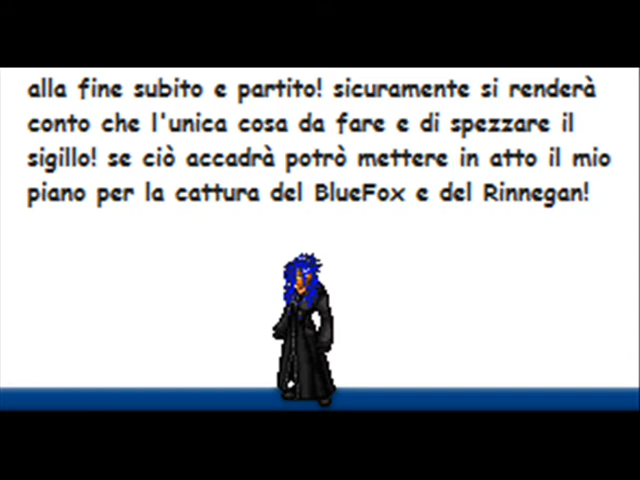 alla fine subito e partito! sicuramente si renderà
conto che l'unica cosa da fare e di spezzare il
sigillo! se ciò accadrà potrò mettere in atto il mio
piano per la cattura del BlueFox e del Rinnegan!